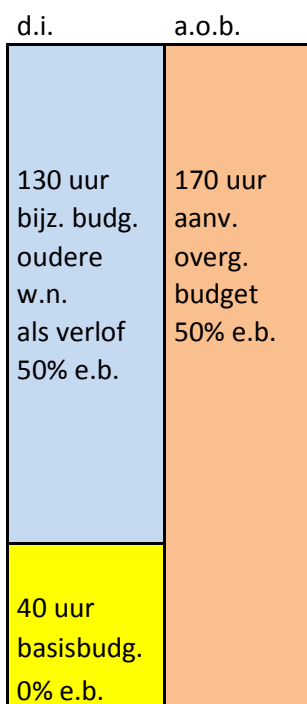 d.i.
a.o.b.
130 uur
bijz. budg.
oudere
w.n.
als verlof
50% e.b.
170 uur
aanv.
overg.
budget
50% e.b.
40 uur
basisbudg.
0% e.b.